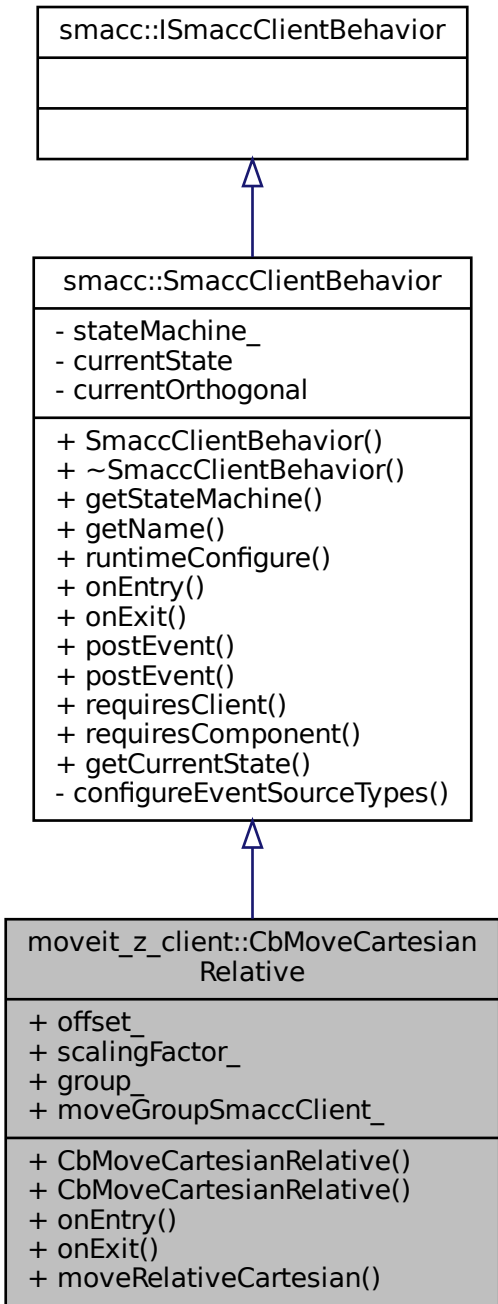 smacc::ISmaccClientBehavior
smacc::SmaccClientBehavior
- stateMachine_
- currentState
- currentOrthogonal
+ SmaccClientBehavior()
+ ~SmaccClientBehavior()
+ getStateMachine()
+ getName()
+ runtimeConfigure()
+ onEntry()
+ onExit()
+ postEvent()
+ postEvent()
+ requiresClient()
+ requiresComponent()
+ getCurrentState()
- configureEventSourceTypes()
moveit_z_client::CbMoveCartesian
Relative
+ offset_
+ scalingFactor_
+ group_
+ moveGroupSmaccClient_
+ CbMoveCartesianRelative()
+ CbMoveCartesianRelative()
+ onEntry()
+ onExit()
+ moveRelativeCartesian()